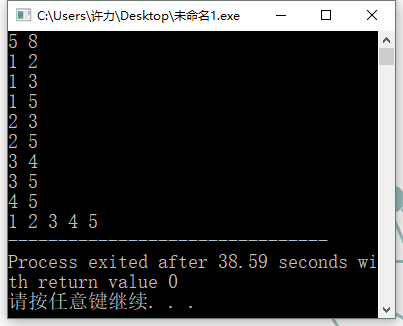 C:\Users\许力\Desktop\未命名1.exe
5 8
1 2
1 3
1 5
2 3
2 5
3 4
3 5
4 5
1 2 3 4 5
--------------------------------
Process exited after 38.59 seconds wi
th return value 0
请按任意键继续. . .